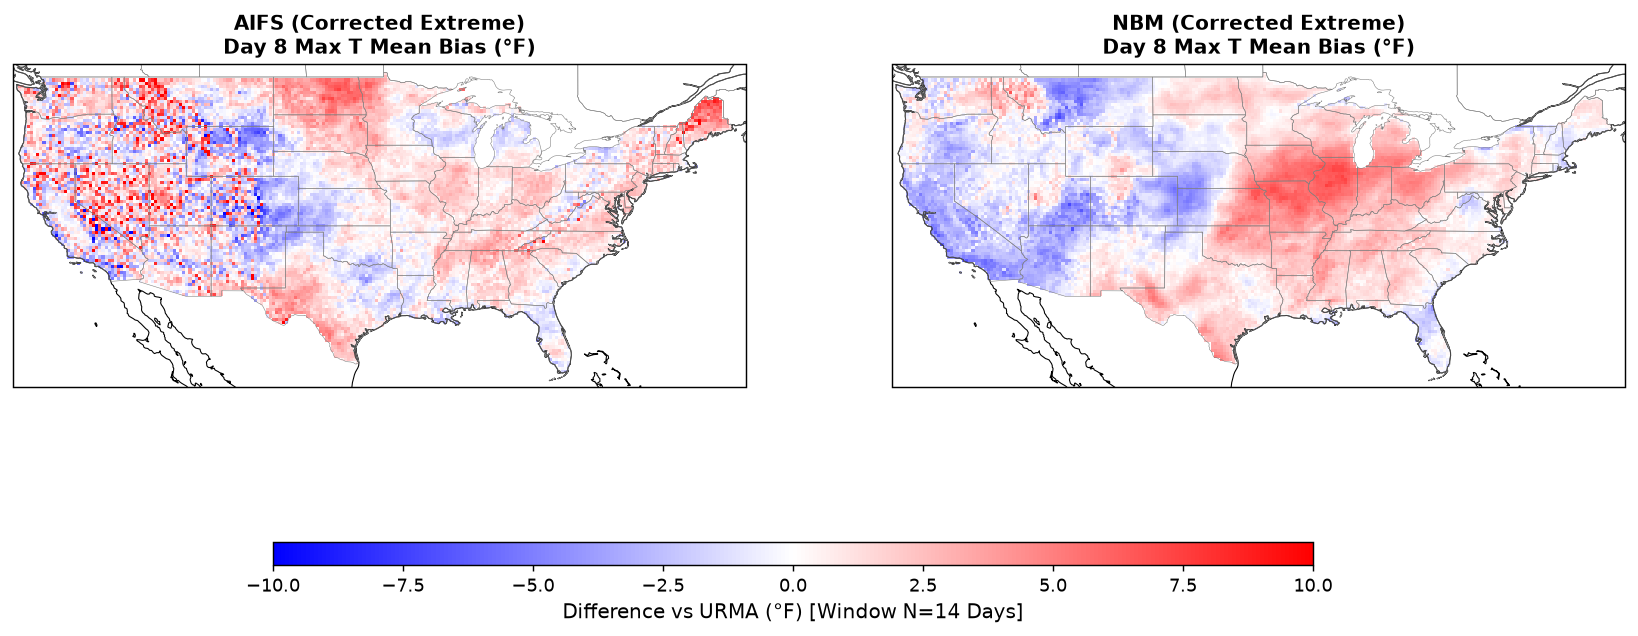 AIFS (Corrected Extreme)
Day 8 Max T Mean Bias (°F)
NBM (Corrected Extreme)
Day 8 Max T Mean Bias (°F)
−10.0 −7.5 −5.0 −2.5 0.0 2.5 5.0 7.5 10.0
Difference vs URMA (°F) [Window N=14 Days]